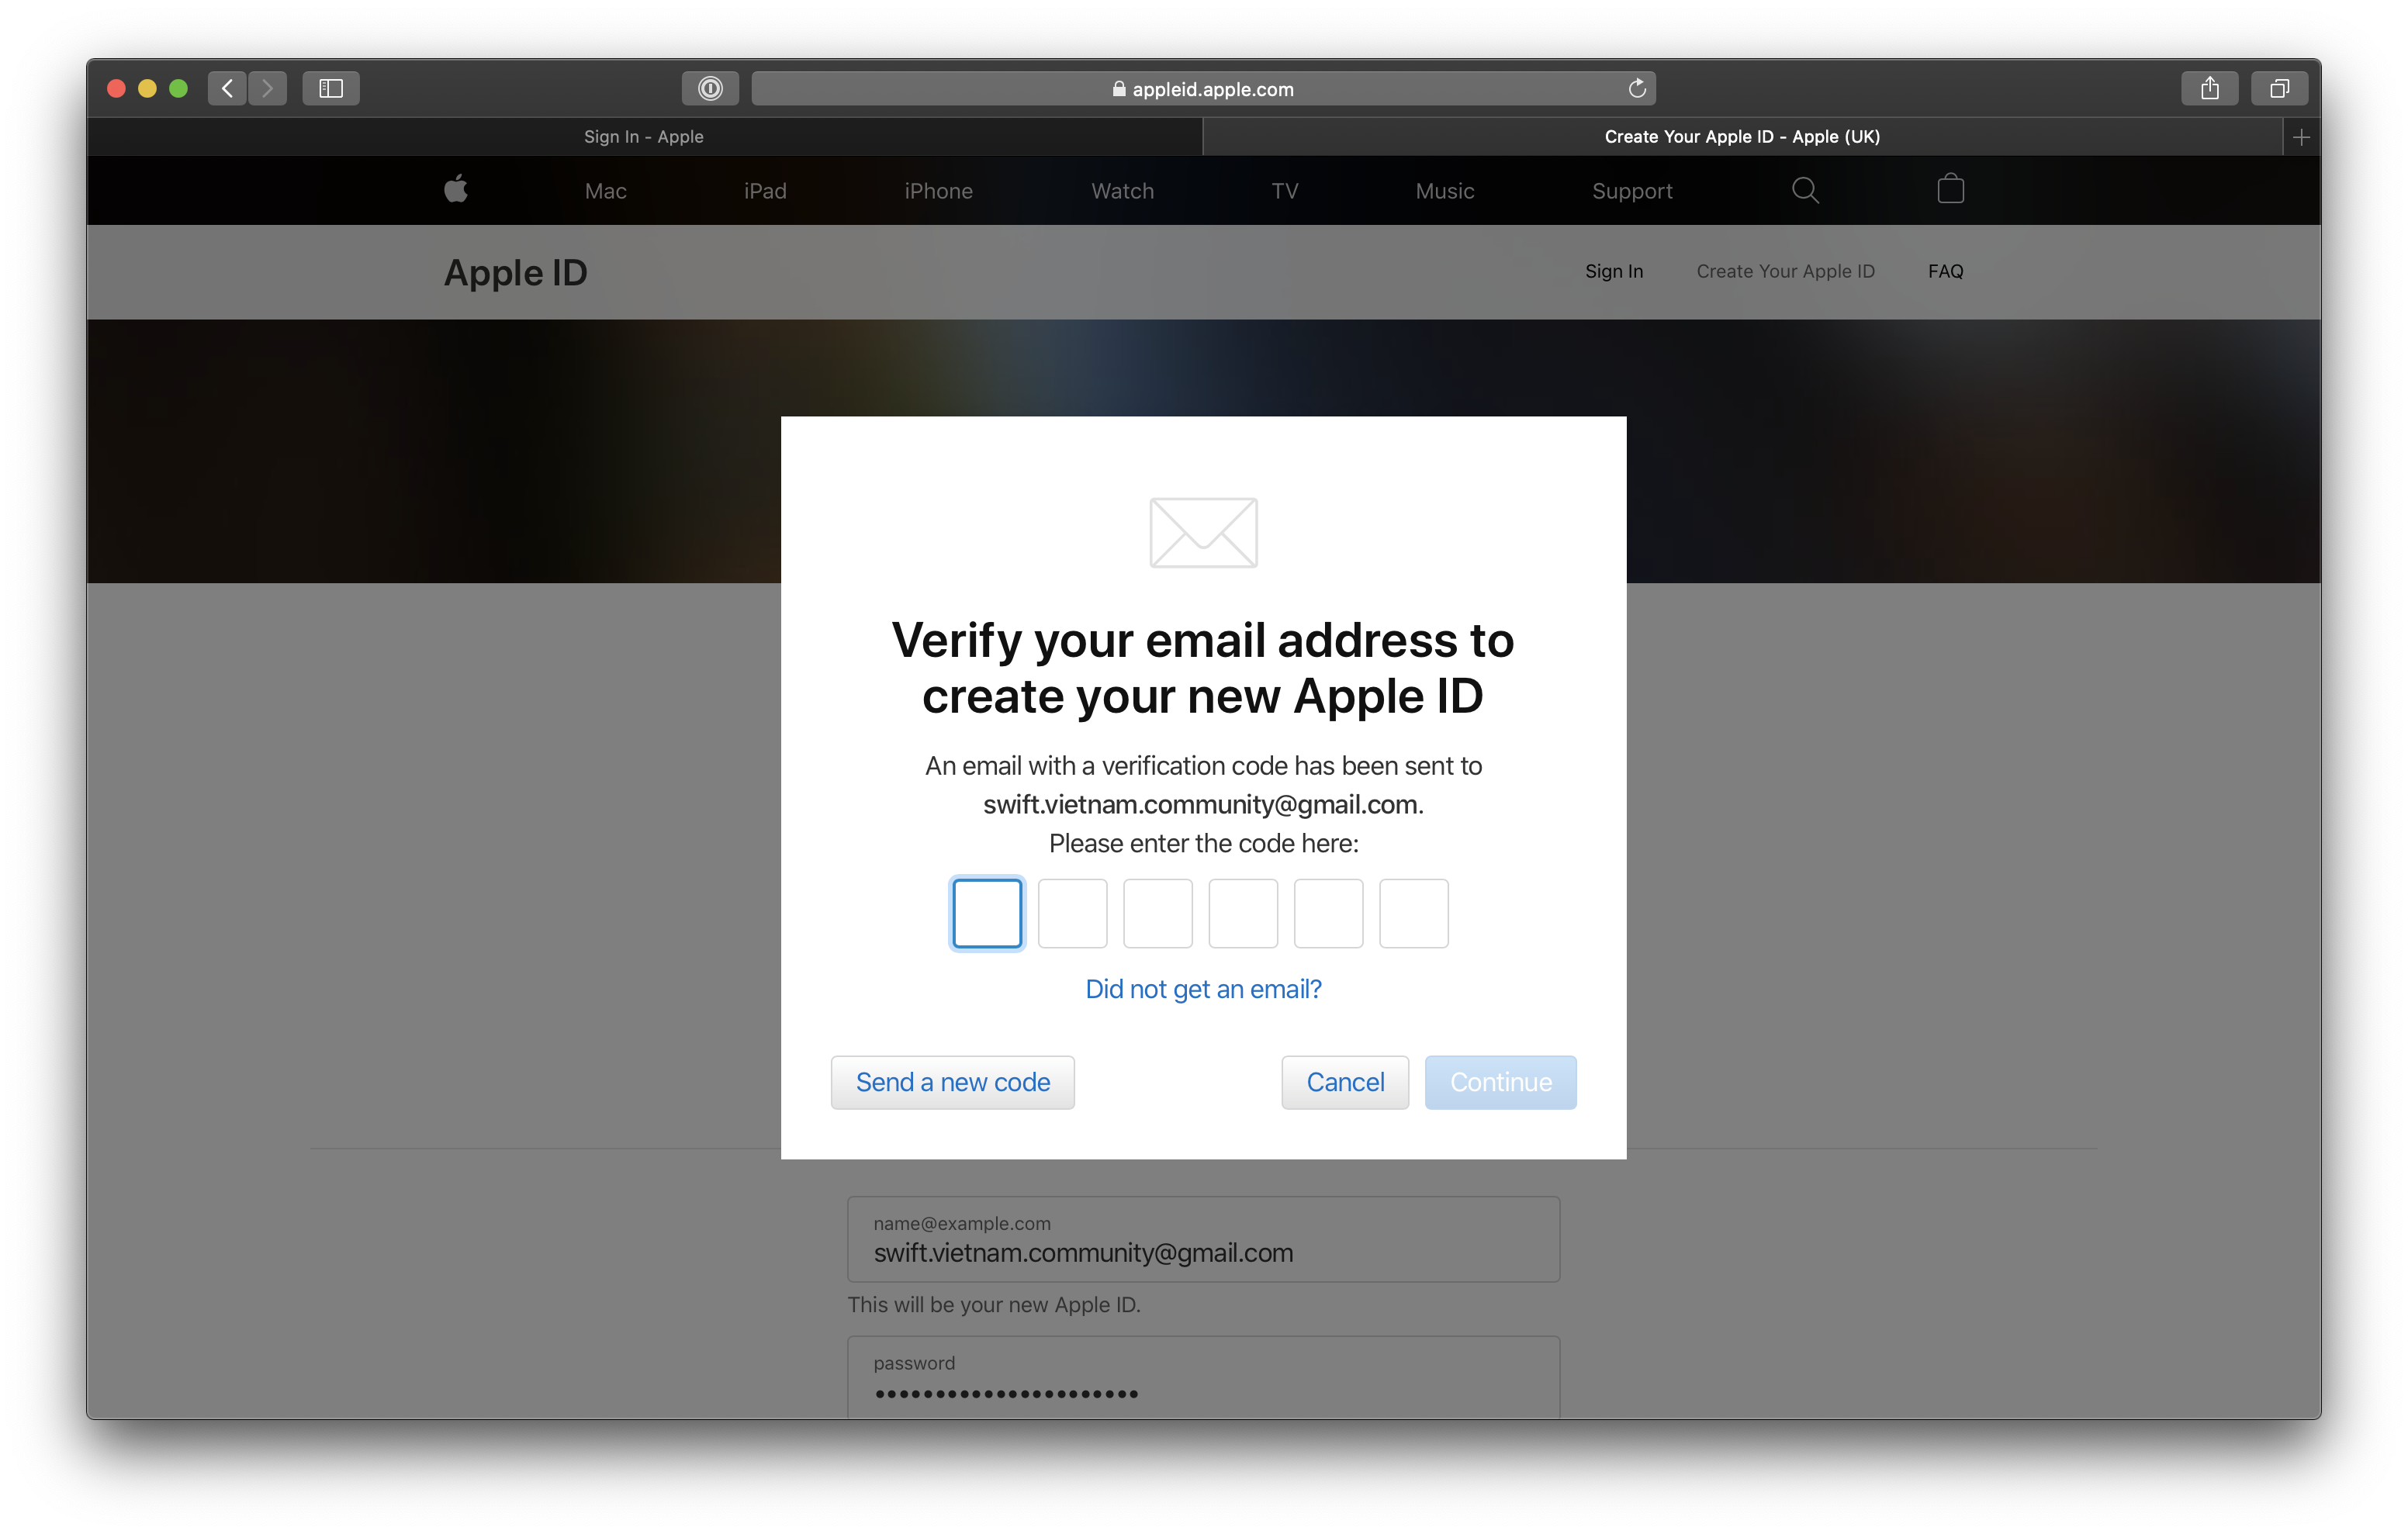 appleid.apple.com
Sign In - Apple
Create Your Apple ID - Apple (UK)
Mac
iPad
iPhone
Watch
TV
Music
Support
Apple ID
Sign In
Create Your Apple ID
FAQ
Verify your email address to
create your new Apple ID
An email with a verification code has been sent to
swift.vietnam.community@gmail.com.
Please enter the code here:
Did not get an email?
Send a new code
Cancel
Continue
name@example.com
swift.vietnam.community@gmail.com
This will be your new Apple ID.
password
••••••••••••••••••••••